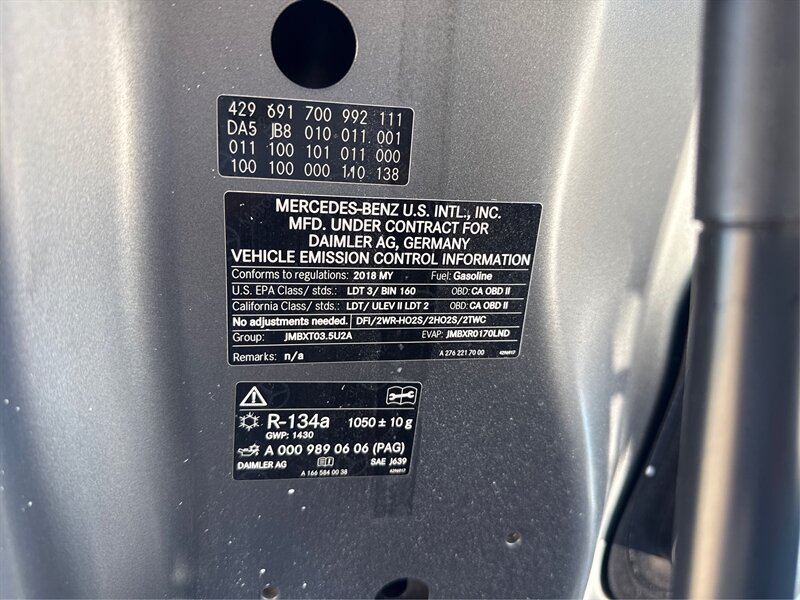 429 691 700 992 111
DA5 JB8 010 011 001
011 100 101 011 000
100 100 000 110 138
MERCEDES-BENZ U.S. INTL., INC.
MFD. UNDER CONTRACT FOR
DAIMLER AG, GERMANY
VEHICLE EMISSION CONTROL INFORMATION
Conforms to regulations: 2018 MY Fuel: Gasoline
U.S. EPA Class/ stds.: LDT 3/ BIN 160 OBD: CA OBD II
California Class/ stds.: LDT/ ULEV II LDT 2 OBD: CA OBD II
No adjustments needed. DFI/2WR-HO2S/2HO2S/2TWC
Group: JMBXT03.5U2A EVAP: JMBXR0170LND
Remarks: n/a A 276 221 70 00
R-134a 1050 ± 10 g
GWP: 1430
A 000 989 06 06 (PAG)
DAIMLER AG SAE J639
A 166 584 00 38